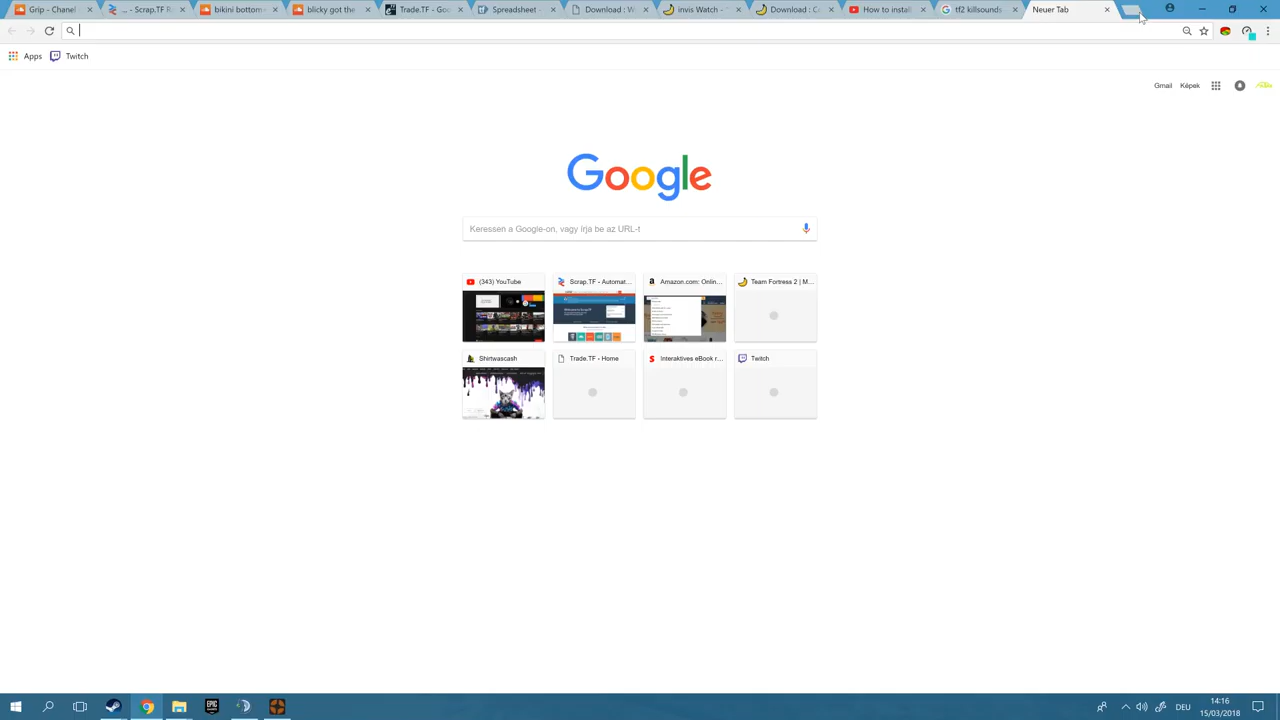 Grip - Chanel
... - Scrap.TF R
bikini bottom -
blicky got the
Trade.TF - Goo
Spreadsheet -
Download : W
invis Watch -
Download : C
How to install
tf2 killsounds
Neuer Tab
Apps
Twitch
Gmail
Képek
Google
Keressen a Google-on, vagy írja be az URL-t
(343) YouTube
Scrap.TF - Automat...
Amazon.com: Onlin...
Team Fortress 2 | M...
Shirtwascash
Trade.TF - Home
Interaktives eBook r...
Twitch
EPIC
DEU
14:16
15/03/2018